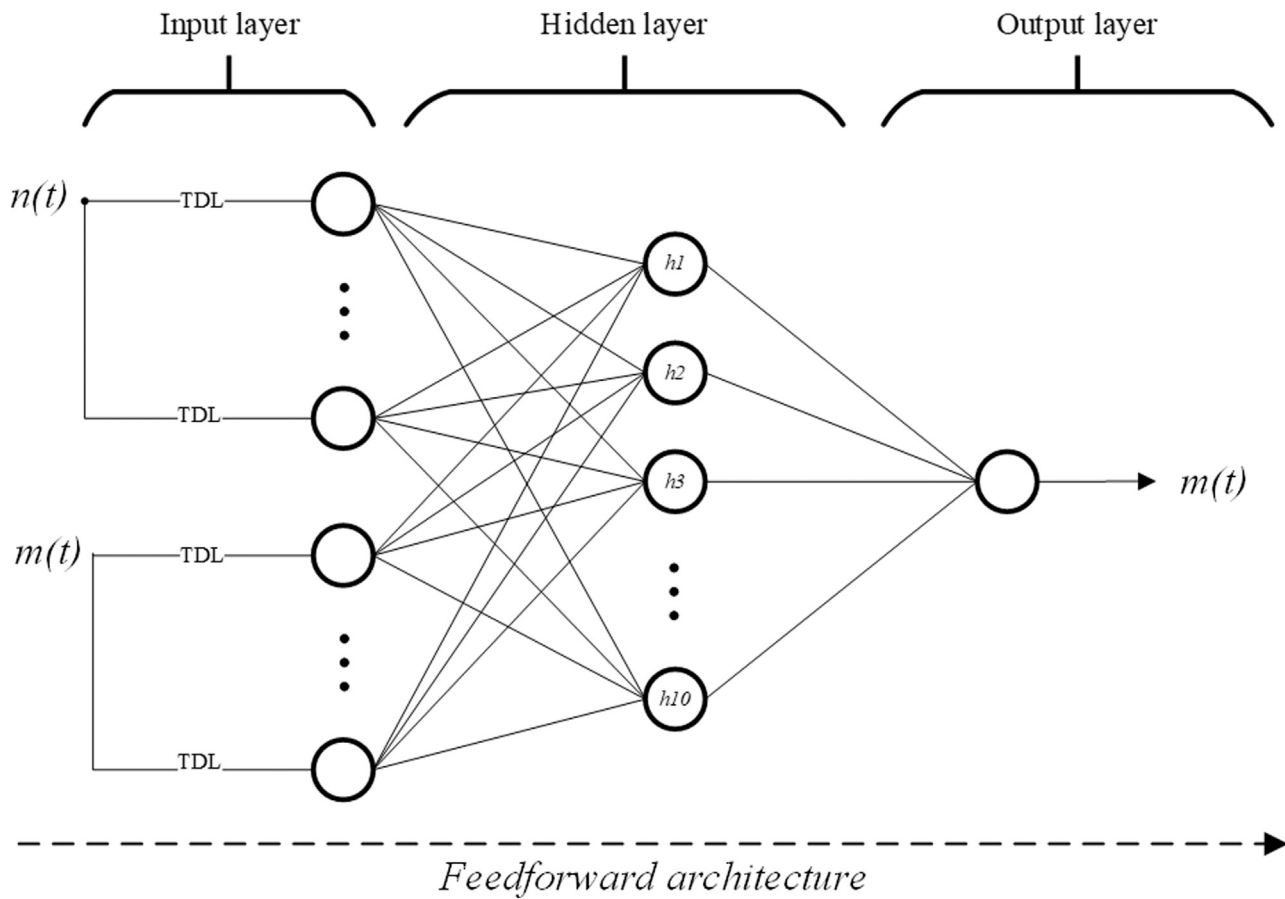 Input layer
Hidden layer
Output layer
n(t)
TDL
h1
h2
TDL
h3
m(t)
m(t)
TDL
h10
TDL
Feedforward architecture